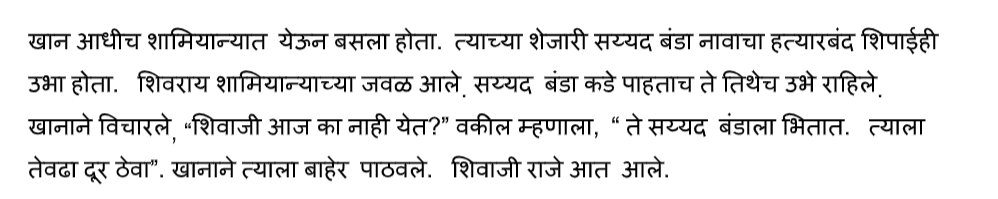 खान आधीच शामियान्यात येऊन बसला होता. त्याच्या शेजारी सय्यद बंडा नावाचा हत्यारबंद शिपाईही
उभा होता. शिवराय शामियान्याच्या जवळ आले. सय्यद बंडा कडे पाहताच ते तिथेच उभे राहिले.
खानाने विचारले, “शिवाजी आज का नाही येत?” वकील म्हणाला, “ ते सय्यद बंडाला भितात. त्याला
तेवढा दूर ठेवा”. खानाने त्याला बाहेर पाठवले. शिवाजी राजे आत आले.